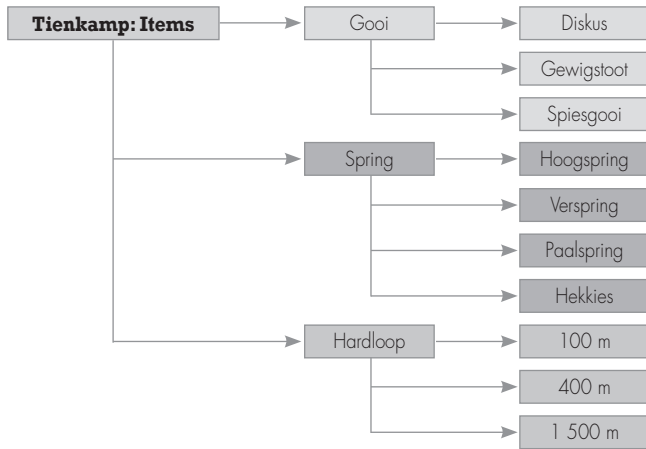 Tienkamp: Items
Gooi
Diskus
Gewigstoot
Spiesgooi
Spring
Hoogspring
Verspring
Paalspring
Hekkies
Hardloop
100 m
400 m
1 500 m